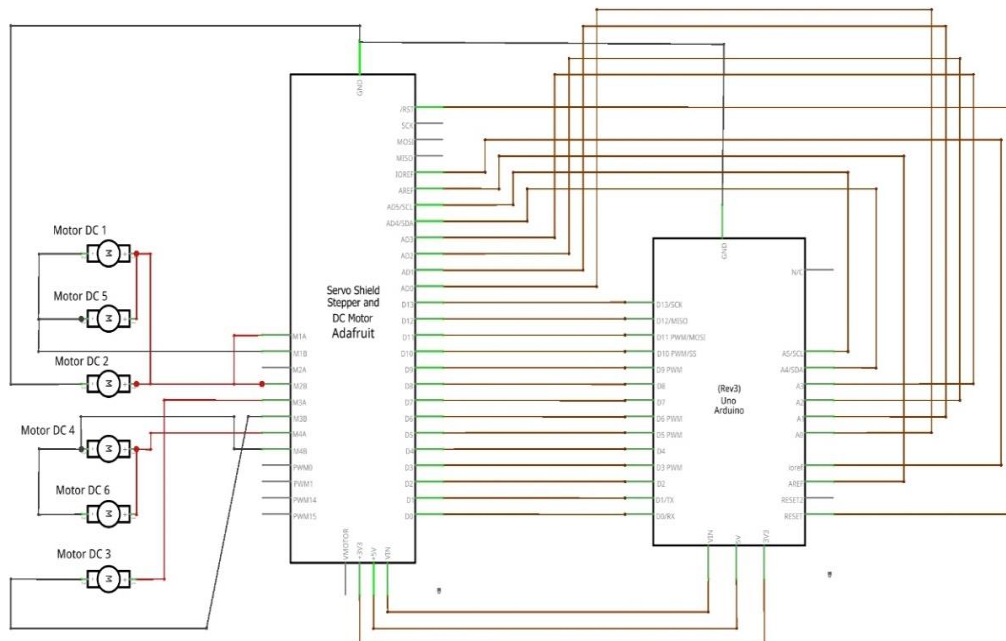 GND
/RST
SCK
MOSI
MISO
IOREF
AREF
AD5/SCL
AD4/SDA
AD3
AD2
AD1
AD0
D13
D12
D11
D10
D9
D8
D7
D6
D5
D4
D3
D2
D1
D0
Servo Shield
Stepper and
DC Motor
Adafruit
M1A
M1B
M2A
M2B
M3A
M3B
M4A
M4B
PWM0
PWM1
PWM14
PWM15
VMOTOR
+3V3
+5V
VIN
Motor DC 1
M
Motor DC 5
M
Motor DC 2
M
Motor DC 4
M
Motor DC 6
M
Motor DC 3
M
GND
N/C
D13/SCK
D12/MISO
D11 PWM/MOSI
D10 PWM/SS
D9 PWM
D8
D7
D6 PWM
D5 PWM
D4
D3 PWM
D2
D1/TX
D0/RX
(Rev3)
Uno
Arduino
A5/SCL
A4/SDA
A3
A2
A1
A0
ioref
AREF
RESET2
RESET
VIN
5V
3V3